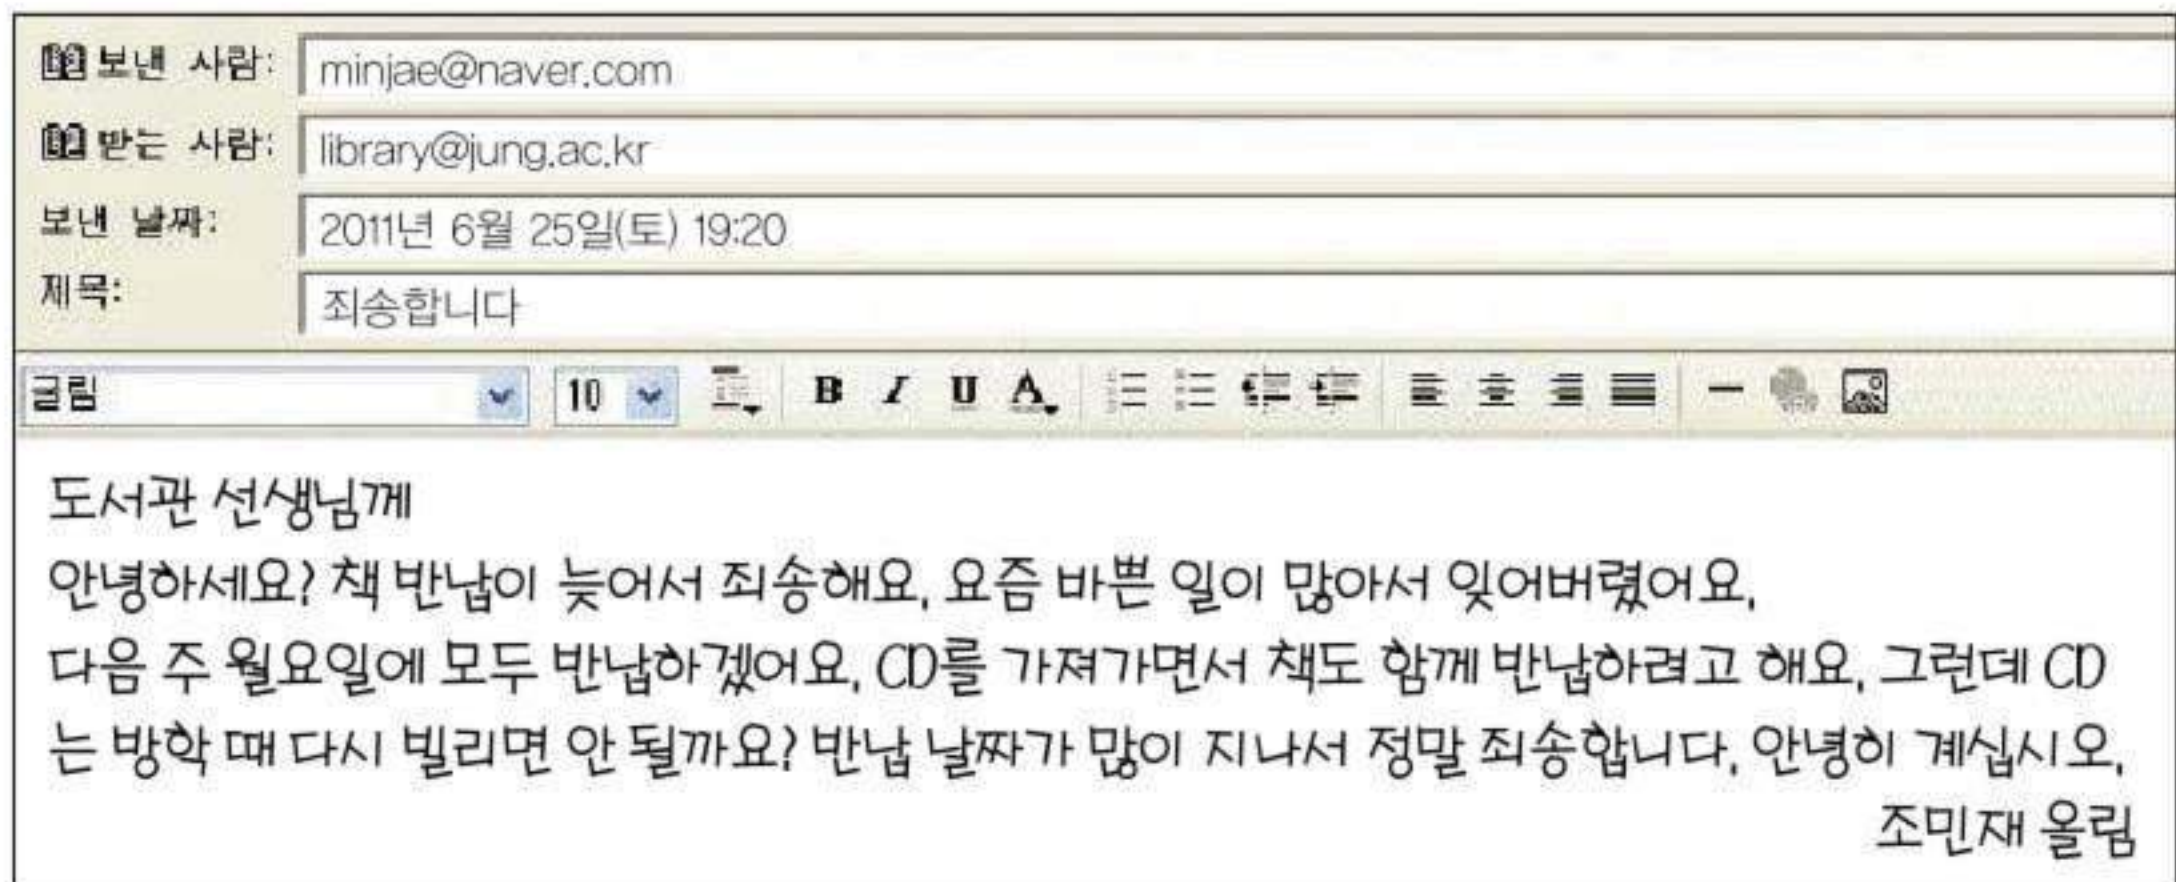 보낸 사람: minjae@naver.com
받는 사람: library@jung.ac.kr
보낸 날짜: 2011년 6월 25일(토) 19:20
제목: 죄송합니다
굴림 10 B I U A
도서관 선생님께
안녕하세요? 책 반납이 늦어서 죄송해요. 요즘 바쁜 일이 많아서 잊어버렸어요.
다음 주 월요일에 모두 반납하겠어요. CD를 가져가면서 책도 함께 반납하려고 해요. 그런데 CD
는 방학 때 다시 빌리면 안 될까요? 반납 날짜가 많이 지나서 정말 죄송합니다. 안녕히 계십시오.
조민재 올림